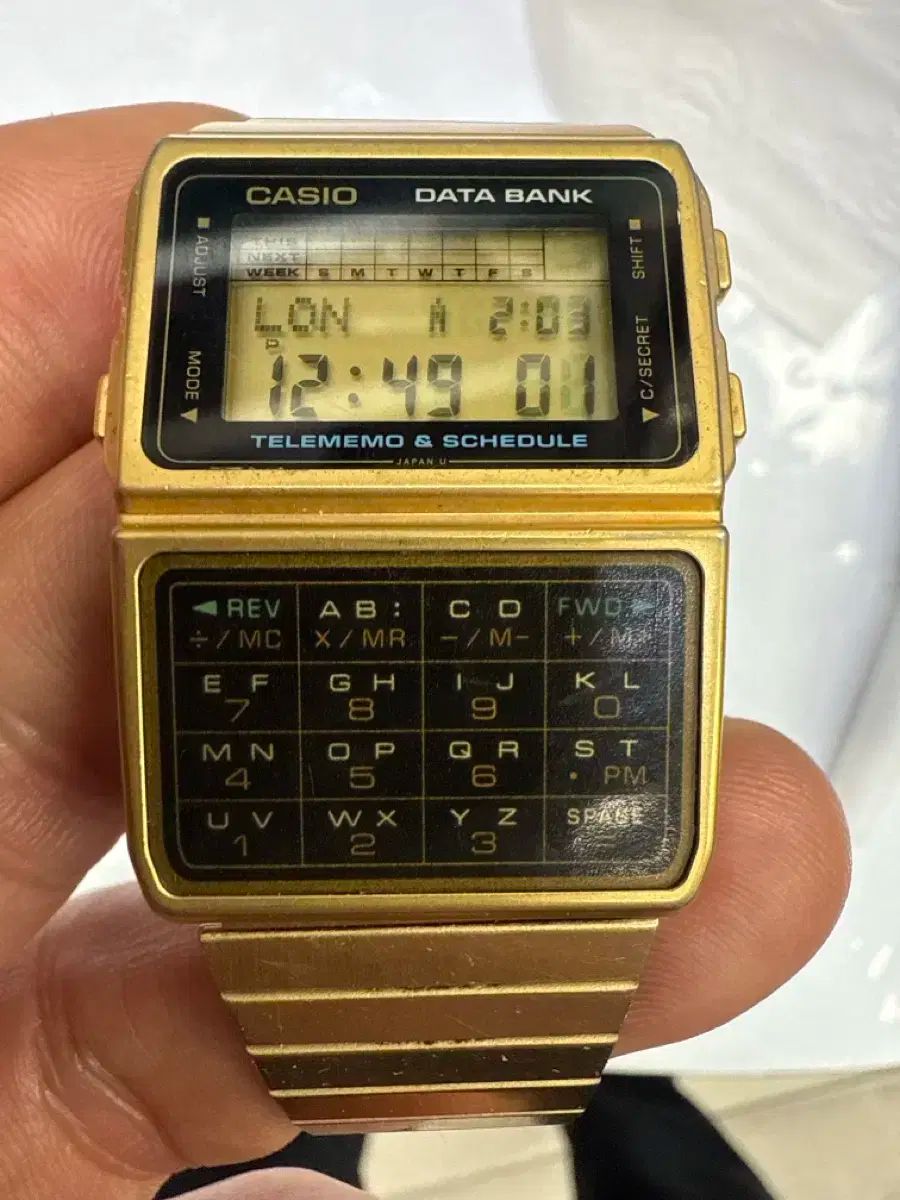 CASIO DATA BANK
ADJUST
SHIFT
THIS
NEXT
WEEK S M T W T F S
LON A 2:03
P
12:49 01
MODE
C/SECRET
TELEMEMO & SCHEDULE
JAPAN U
REV AB: CD FWD
÷/MC X/MR -/M- +/M+
EF GH IJ KL
7 8 9 0
MN OP QR ST
4 5 6 · PM
UV WX YZ SPACE
1 2 3 =